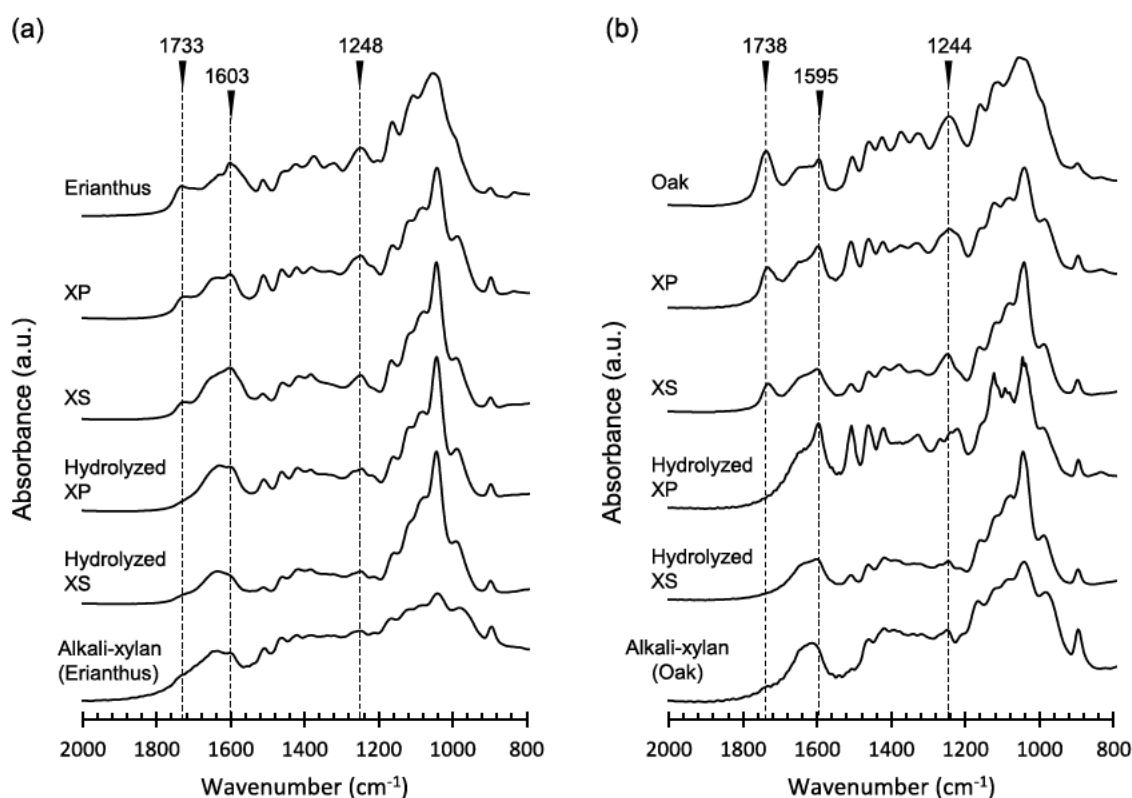 (a)
1733
1603
1248
Erianthus
XP
XS
Hydrolyzed
XP
Hydrolyzed
XS
Alkali-xylan
(Erianthus)
Absorbance (a.u.)
2000 1800 1600 1400 1200 1000 800
Wavenumber (cm⁻¹)
(b)
1738
1595
1244
Oak
XP
XS
Hydrolyzed
XP
Hydrolyzed
XS
Alkali-xylan
(Oak)
Absorbance (a.u.)
2000 1800 1600 1400 1200 1000 800
Wavenumber (cm⁻¹)